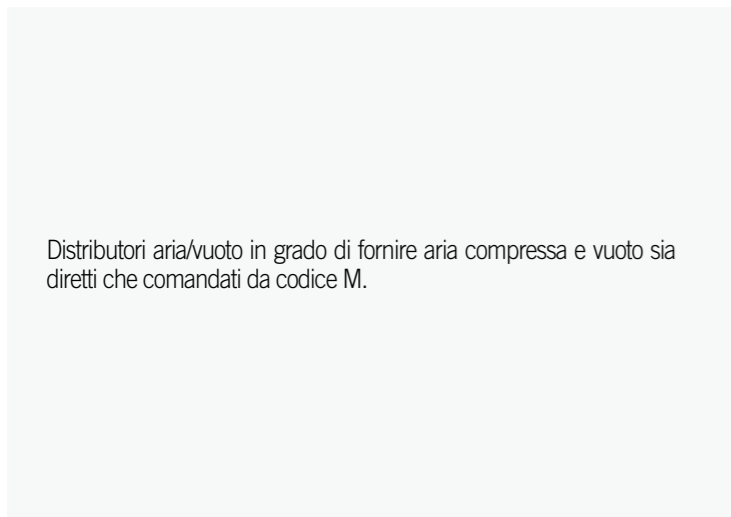 Distributori aria/vuoto in grado di fornire aria compressa e vuoto sia
diretti che comandati da codice M.